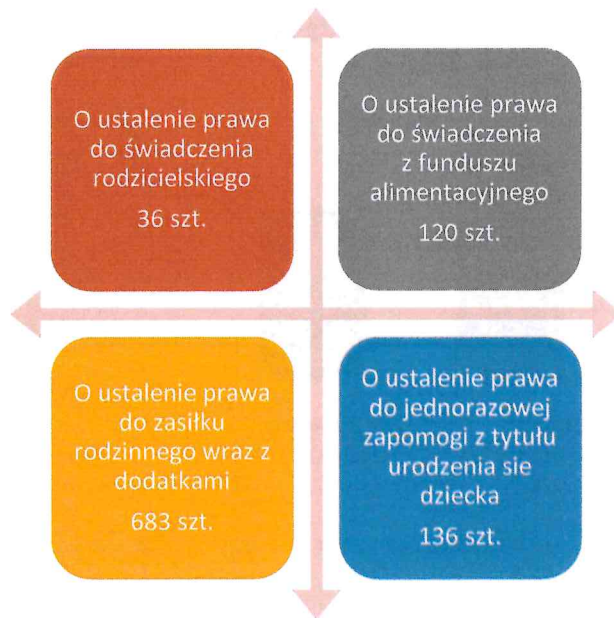 O ustalenie prawa
do świadczenia
rodzicielskiego
36 szt.
O ustalenie prawa
do świadczenia
z funduszu
alimentacyjnego
120 szt.
O ustalenie prawa
do zasiłku
rodzinnego wraz z
dodatkami
683 szt.
O ustalenie prawa
do jednorazowej
zapomogi z tytułu
urodzenia sie
dziecka
136 szt.